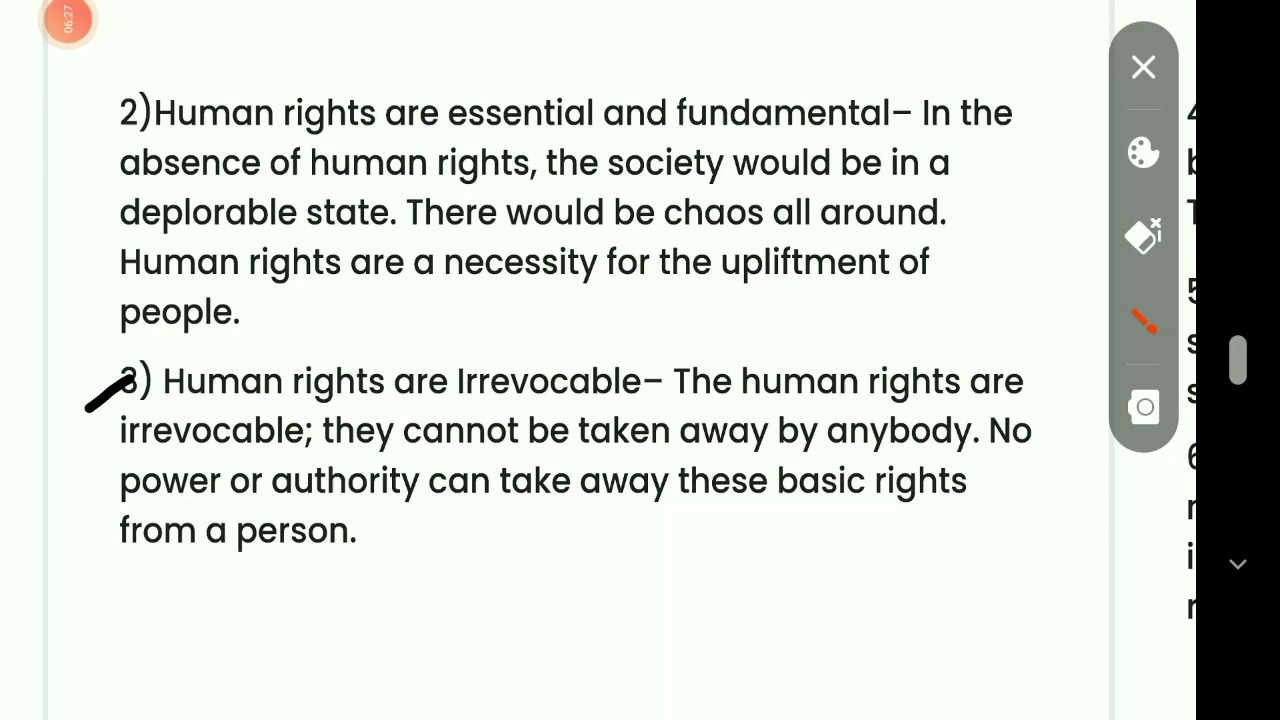 06:27
2)Human rights are essential and fundamental– In the
absence of human rights, the society would be in a
deplorable state. There would be chaos all around.
Human rights are a necessity for the upliftment of
people.
3) Human rights are Irrevocable– The human rights are
irrevocable; they cannot be taken away by anybody. No
power or authority can take away these basic rights
from a person.